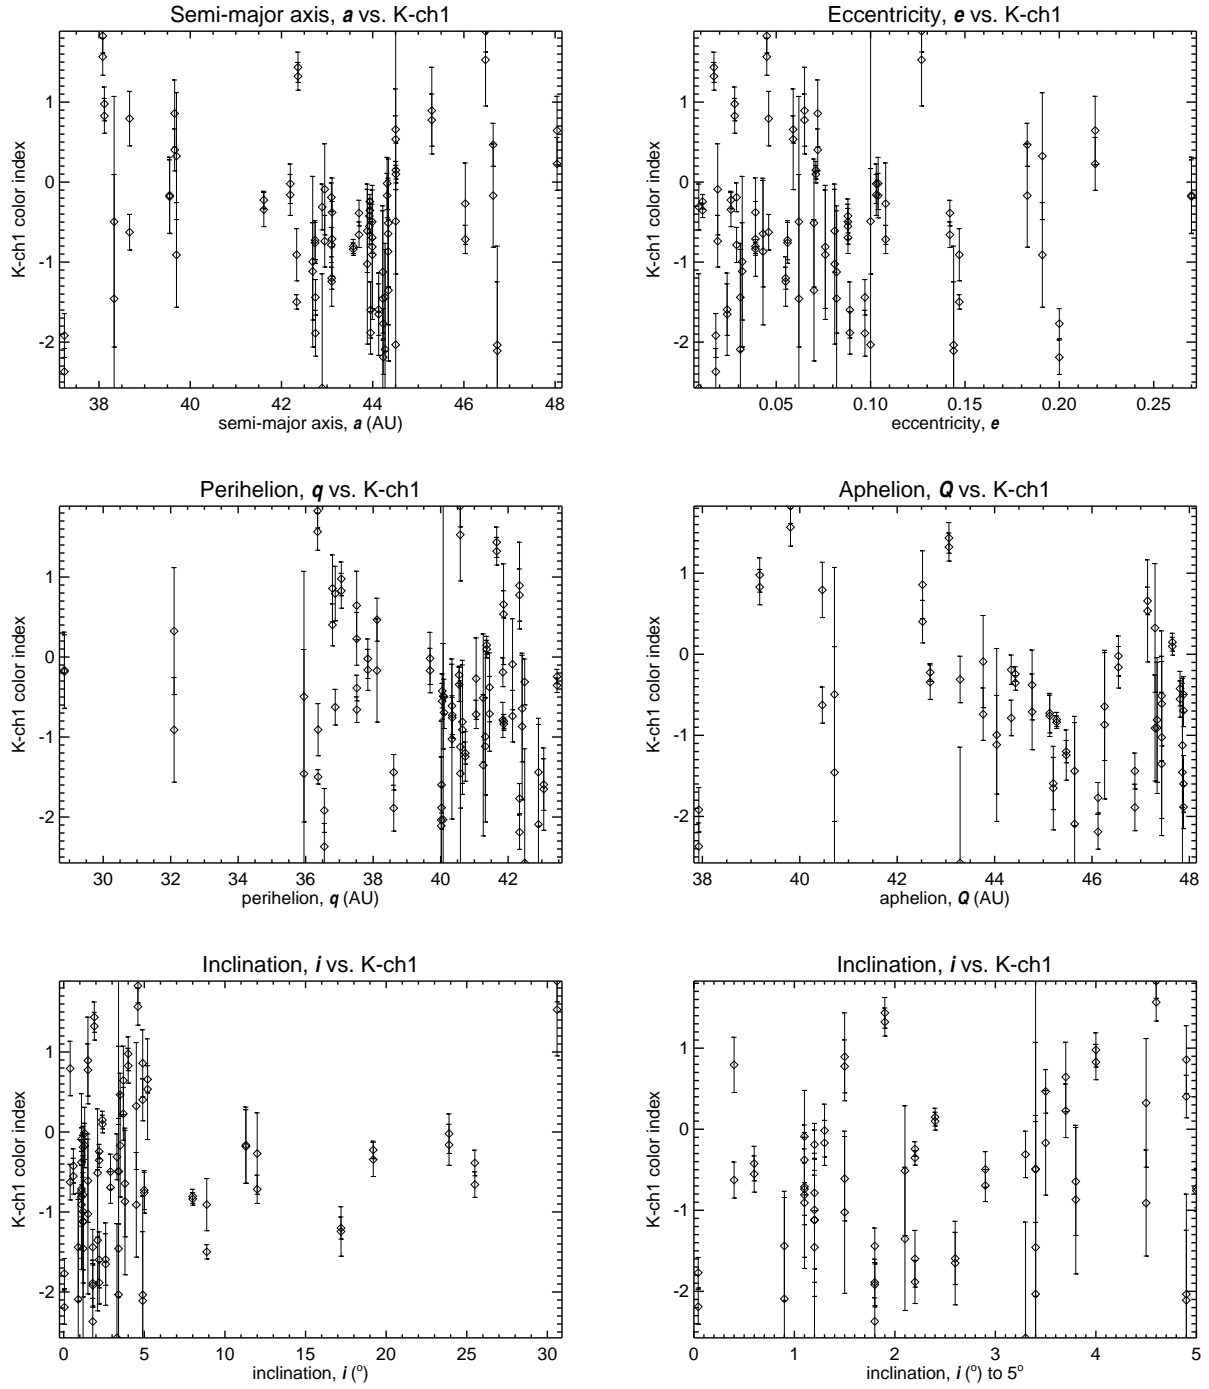 Semi-major axis, a vs. K-ch1
K-ch1 color index
1
0
-1
-2
38 40 42 44 46 48
semi-major axis, a (AU)
Eccentricity, e vs. K-ch1
K-ch1 color index
1
0
-1
-2
0.05 0.10 0.15 0.20 0.25
eccentricity, e
Perihelion, q vs. K-ch1
K-ch1 color index
1
0
-1
-2
30 32 34 36 38 40 42
perihelion, q (AU)
Aphelion, Q vs. K-ch1
K-ch1 color index
1
0
-1
-2
38 40 42 44 46 48
aphelion, Q (AU)
Inclination, i vs. K-ch1
K-ch1 color index
1
0
-1
-2
0 5 10 15 20 25 30
inclination, i (°)
Inclination, i vs. K-ch1
K-ch1 color index
1
0
-1
-2
0 1 2 3 4 5
inclination, i (°) to 5°